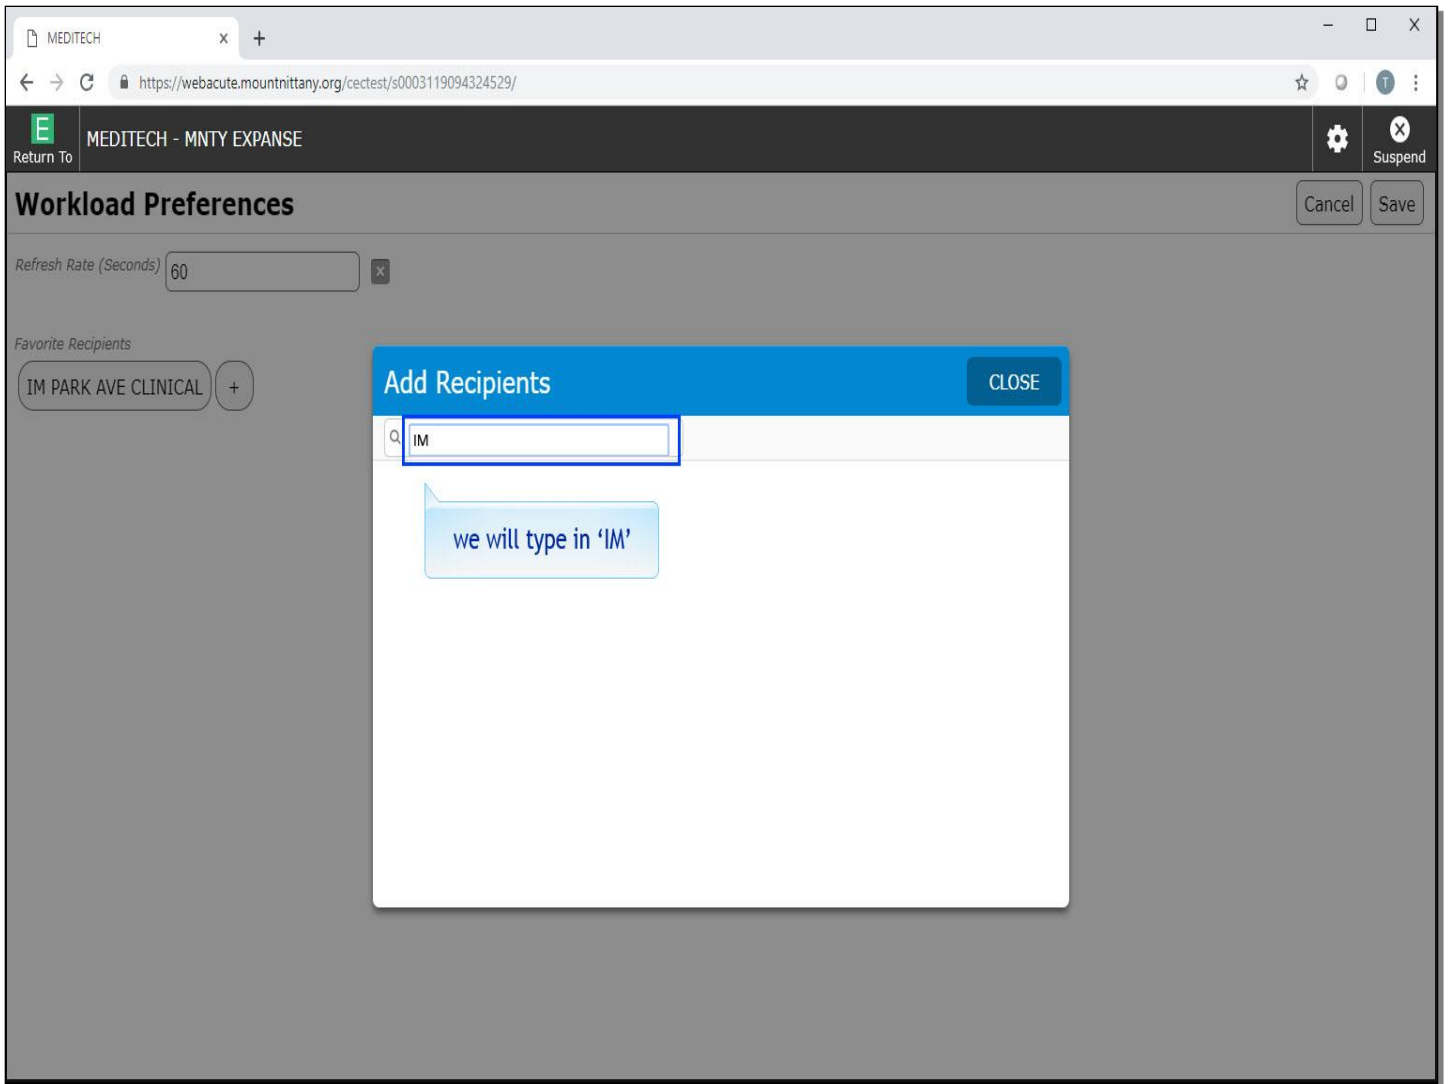 MEDITECH x +
https://webacute.mountnittany.org/cectest/s0003119094324529/ T
E
Return To
MEDITECH - MNTY EXPANSE
Suspend
Workload Preferences
Cancel Save
Refresh Rate (Seconds) 60 x
Favorite Recipients
IM PARK AVE CLINICAL +
Add Recipients
CLOSE
IM
we will type in ‘IM’